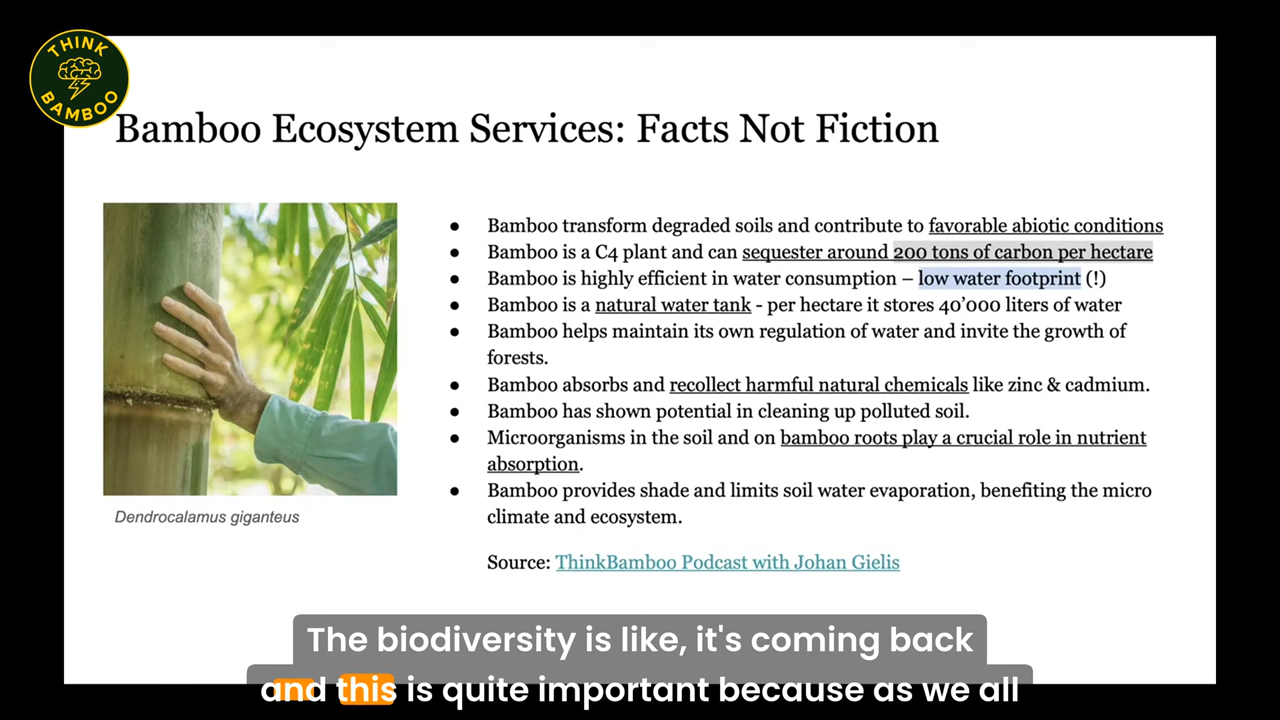 THINK
BAMBOO
Bamboo Ecosystem Services: Facts Not Fiction
● Bamboo transform degraded soils and contribute to favorable abiotic conditions
● Bamboo is a C4 plant and can sequester around 200 tons of carbon per hectare
● Bamboo is highly efficient in water consumption – low water footprint (!)
● Bamboo is a natural water tank - per hectare it stores 40’000 liters of water
● Bamboo helps maintain its own regulation of water and invite the growth of
forests.
● Bamboo absorbs and recollect harmful natural chemicals like zinc & cadmium.
● Bamboo has shown potential in cleaning up polluted soil.
● Microorganisms in the soil and on bamboo roots play a crucial role in nutrient
absorption.
● Bamboo provides shade and limits soil water evaporation, benefiting the micro
climate and ecosystem.
Dendrocalamus giganteus
Source: ThinkBamboo Podcast with Johan Gielis
The biodiversity is like, it's coming back
and this is quite important because as we all